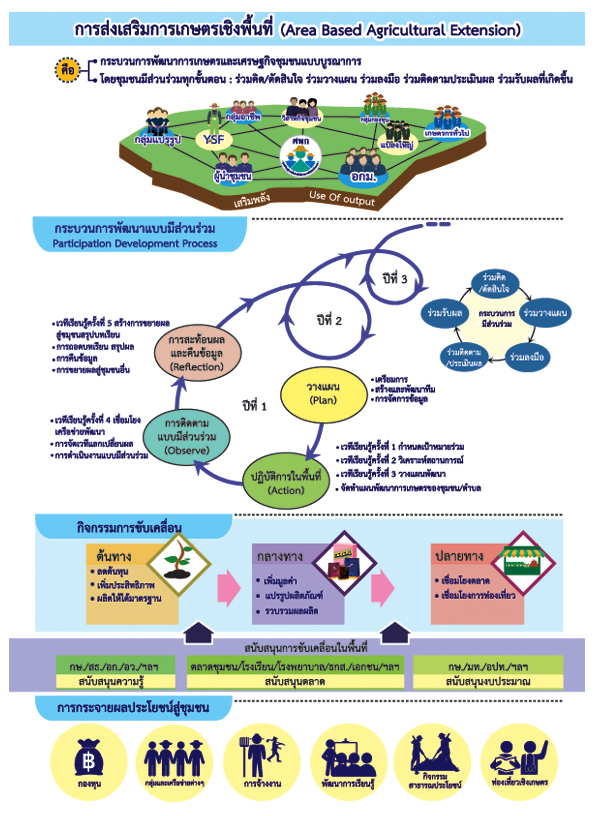 การส่งเสริมการเกษตรเชิงพื้นที่ (Area Based Agricultural Extension)
คือ
• กระบวนการพัฒนาการเกษตรและเศรษฐกิจชุมชนแบบบูรณาการ
• โดยชุมชนมีส่วนร่วมทุกขั้นตอน : ร่วมคิด/ตัดสินใจ ร่วมวางแผน ร่วมลงมือ ร่วมติดตามประเมินผล ร่วมรับผลที่เกิดขึ้น
กลุ่มแปรรูป
YSF
กลุ่มอาชีพ
วิสาหกิจชุมชน
ศพก
แปลงใหญ่
เกษตรกรทั่วไป
ผู้นำชุมชน
อกม.
เสริมพลัง
Use Of output
กระบวนการพัฒนาแบบมีส่วนร่วม
Participation Development Process
ปีที่ 3
ปีที่ 2
ปีที่ 1
ร่วมคิด
/ตัดสินใจ
ร่วมรับผล
กระบวนการ
มีส่วนร่วม
ร่วมวางแผน
ร่วมติดตาม
/ประเมินผล
ร่วมลงมือ
• เวทีเรียนรู้ครั้งที่ 5 สร้างการขยายผล
สู่ชุมชนสรุปบทเรียน
• การถอดบทเรียน สรุปผล
• การคืนข้อมูล
• การขยายผลสู่ชุมชนอื่น
การสะท้อนผล
และคืนข้อมูล
(Reflection)
วางแผน
(Plan)
• เตรียมการ
• สร้างและพัฒนาทีม
• การจัดการข้อมูล
• เวทีเรียนรู้ครั้งที่ 4 เชื่อมโยง
เครือข่ายพัฒนา
• การจัดเวทีแลกเปลี่ยนผล
• การดำเนินงานแบบมีส่วนร่วม
การติดตาม
แบบมีส่วนร่วม
(Observe)
ปฏิบัติการในพื้นที่
(Action)
• เวทีเรียนรู้ครั้งที่ 1 กำหนดเป้าหมายร่วม
• เวทีเรียนรู้ครั้งที่ 2 วิเคราะห์สถานการณ์
• เวทีเรียนรู้ครั้งที่ 3 วางแผนพัฒนา
• จัดทำแผนพัฒนาการเกษตรของชุมชน/ตำบล
กิจกรรมการขับเคลื่อน
ต้นทาง
• ลดต้นทุน
• เพิ่มประสิทธิภาพ
• ผลิตให้ได้มาตรฐาน
กลางทาง
• เพิ่มมูลค่า
• แปรรูปผลิตภัณฑ์
• รวบรวมผลผลิต
ปลายทาง
• เชื่อมโยงตลาด
• เชื่อมโยงการท่องเที่ยว
สนับสนุนการขับเคลื่อนในพื้นที่
กษ./สธ./อก./อว./ฯลฯ
สนับสนุนความรู้
ตลาดชุมชน/โรงเรียน/โรงพยาบาล/ธกส./เอกชน/ฯลฯ
สนับสนุนตลาด
กษ./มท./อปท./ฯลฯ
สนับสนุนงบประมาณ
การกระจายผลประโยชน์สู่ชุมชน
฿
กองทุน
กลุ่มและเครือข่ายต่างๆ
การจ้างงาน
พัฒนาการเรียนรู้
กิจกรรม
สาธารณประโยชน์
ท่องเที่ยวเชิงเกษตร